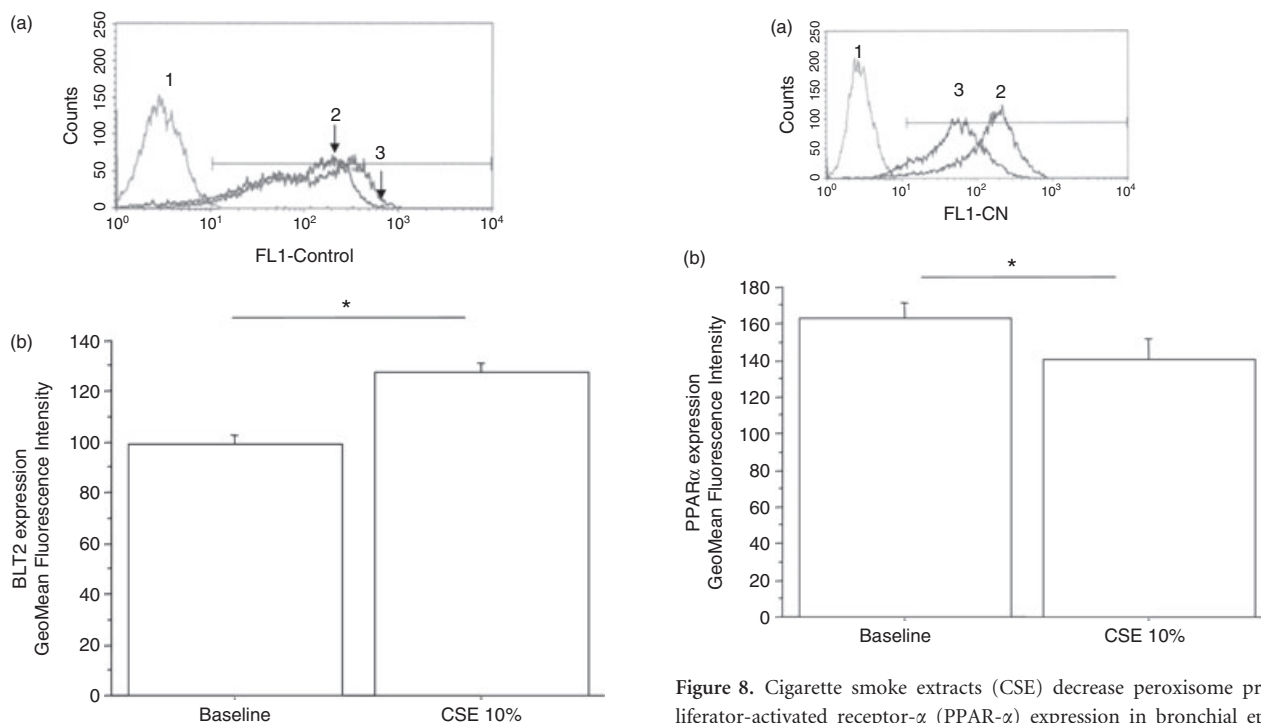 (a)
250
200
150
100
50
0
Counts
1
2
3
10⁰ 10¹ 10² 10³ 10⁴
FL1-Control
(b)
*
140
120
100
80
60
40
20
0
BLT2 expression
GeoMean Fluorescence Intensity
Baseline CSE 10%
(a)
250
200
150
100
50
0
Counts
1
3 2
10⁰ 10¹ 10² 10³ 10⁴
FL1-CN
(b)
*
180
160
140
120
100
80
60
40
20
0
PPARα expression
GeoMean Fluorescence Intensity
Baseline CSE 10%
Figure 8. Cigarette smoke extracts (CSE) decrease peroxisome pr
liferator-activated receptor-α (PPAR-α) expression in bronchial ep